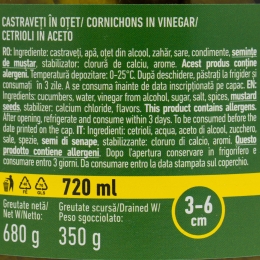 CASTRAVEȚI ÎN OȚET/ CORNICHONS IN VINEGAR/
CETRIOLI IN ACETO
RO: Ingrediente: castraveți, apă, oțet din alcool, zahăr, sare, condimente, semințe
de muștar, stabilizator: clorură de calciu, arome. Acest produs conține
alergeni. Temperatură depozitare: 0-25°C. După deschidere, păstrați la frigider și
consumați în 3 zile. A se consuma înainte de data inscripționată pe capac. EN:
Ingredients: cucumbers, water, vinegar from alcohol, sugar, salt, spices, mustard
seeds, stabilizer: calcium chloride, flavors. This product contains allergens.
After opening, refrigerate and consume within 3 days. To be consumed before the
date printed on the cap. IT: Ingredienti: cetrioli, acqua, aceto di alcool, zucchero,
sale, spezie, semi di senape, stabilizzante: cloruro di calcio, aromi. Questo
prodotto contiene allergeni. Dopo l'apertura conservare in frigorifero e
consumare entro 3 giorni. Da consumare entro la data stampata sul coperchio.
FE
GLS
720 ml
Greutate netă/
Net W/Netto:
680 g
Greutate scursă/Drained W/
Peso sgocciolato:
350 g
3-6
cm